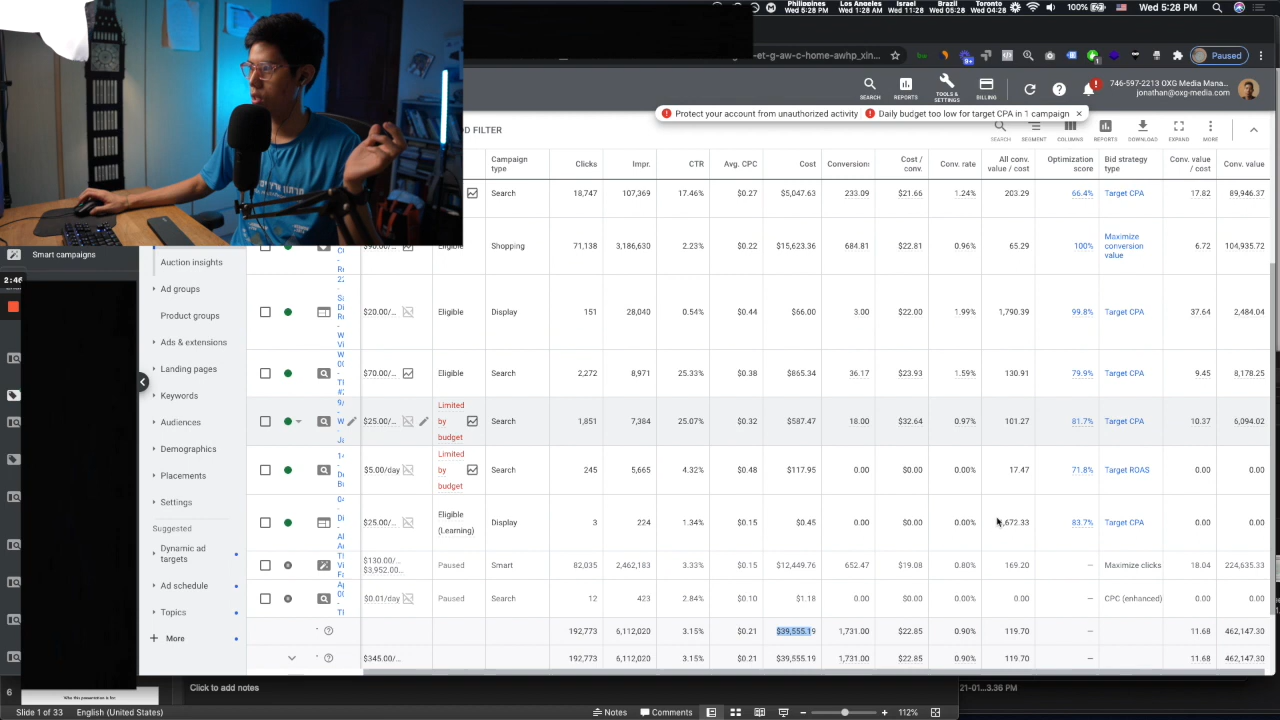 Philippines Los Angeles Israel Brazil Toronto
Wed 5:28 PM Wed 1:28 AM Wed 11:28 Wed 05:28 Wed 04:28 100% Wed 5:28 PM
-et-g-aw-c-home-awhp_xin... Paused
SEARCH REPORTS TOOLS & SETTINGS BILLING
746-597-2213 OXG Media Mana...
jonathan@oxg-media.com
Protect your account from unauthorized activity Daily budget too low for target CPA in 1 campaign
DD FILTER
SEARCH SEGMENT COLUMNS REPORTS DOWNLOAD EXPAND MORE
Campaign type Clicks Impr. CTR Avg. CPC Cost Conversion: Cost / conv. Conv. rate All conv. value / cost Optimization score Bid strategy type Conv. value / cost Conv. value
Search 18,747 107,369 17.46% $0.27 $5,047.63 233.09 $21.66 1.24% 203.29 66.4% Target CPA 17.82 89,946.37
Shopping 71,138 3,186,630 2.23% $0.22 684.81 $22.81 0.96% 65.29 100% Maximize conversion value 6.72 104,935.72
$20.00/... Eligible Display 151 28,040 0.54% $0.44 $66.00 3.00 $22.00 1.99% 1,790.39 99.8% Target CPA 37.64 2,484.04
$70.00/... Eligible Search 2,272 8,971 25.33% $0.38 $865.34 36.17 $23.93 1.59% 130.91 79.9% Target CPA 9.45 8,178.25
$25.00/... Limited by budget Search 1,851 7,384 25.07% $0.32 $587.47 18.00 $32.64 0.97% 101.27 81.7% Target CPA 10.37 6,094.02
$5.00/day Limited by budget Search 245 5,665 4.32% $0.48 $117.95 0.00 $0.00 0.00% 17.47 71.8% Target ROAS 0.00 0.00
$25.00/... Eligible (Learning) Display 3 224 1.34% $0.15 $0.45 0.00 $0.00 0.00% 83.7% Target CPA 0.00 0.00
$130.00/... $3,952.00... Paused Smart 82,035 2,462,183 3.33% $0.15 $12,449.76 652.47 $19.08 0.80% 169.20 — Maximize clicks 18.04 224,635.33
$0.01/day Paused Search 12 423 2.84% $0.10 $1.18 0.00 $0.00 0.00% 0.00 — CPC (enhanced) 0.00 0.00
192,773 6,112,020 3.15% $0.21 $39,555.19 1,731.00 $22.85 0.90% 119.70 — 11.68 462,147.30
$345.00/... 192,773 6,112,020 3.15% $0.21 $39,555.19 1,731.00 $22.85 0.90% 119.70 — 11.68 462,147.30
Smart campaigns
2:46
Auction insights
Ad groups
Product groups
Ads & extensions
Landing pages
Keywords
Audiences
Demographics
Placements
Settings
Suggested
Dynamic ad targets
Ad schedule
Topics
More
6
Click to add notes
21-01...3.36 PM
Slide 1 of 33 English (United States) Notes Comments 112%